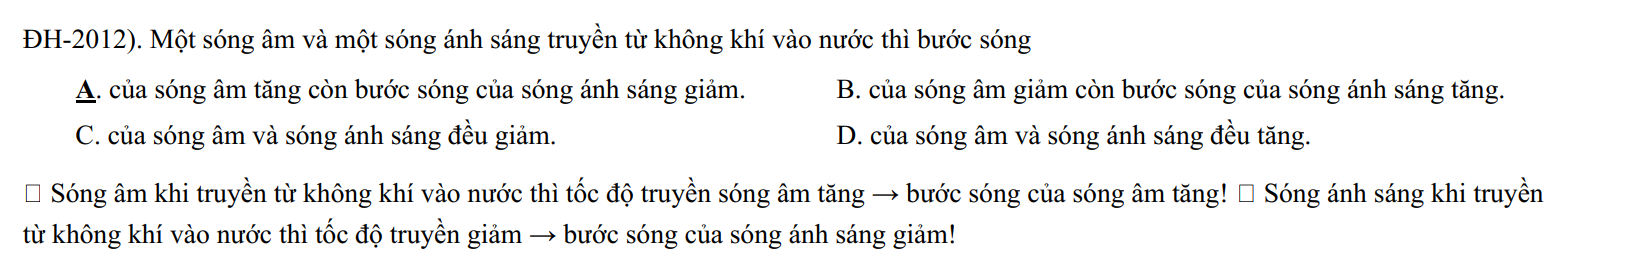 ĐH-2012). Một sóng âm và một sóng ánh sáng truyền từ không khí vào nước thì bước sóng
A. của sóng âm tăng còn bước sóng của sóng ánh sáng giảm. B. của sóng âm giảm còn bước sóng của sóng ánh sáng tăng.
C. của sóng âm và sóng ánh sáng đều giảm. D. của sóng âm và sóng ánh sáng đều tăng.
□ Sóng âm khi truyền từ không khí vào nước thì tốc độ truyền sóng âm tăng → bước sóng của sóng âm tăng! □ Sóng ánh sáng khi truyền
từ không khí vào nước thì tốc độ truyền giảm → bước sóng của sóng ánh sáng giảm!